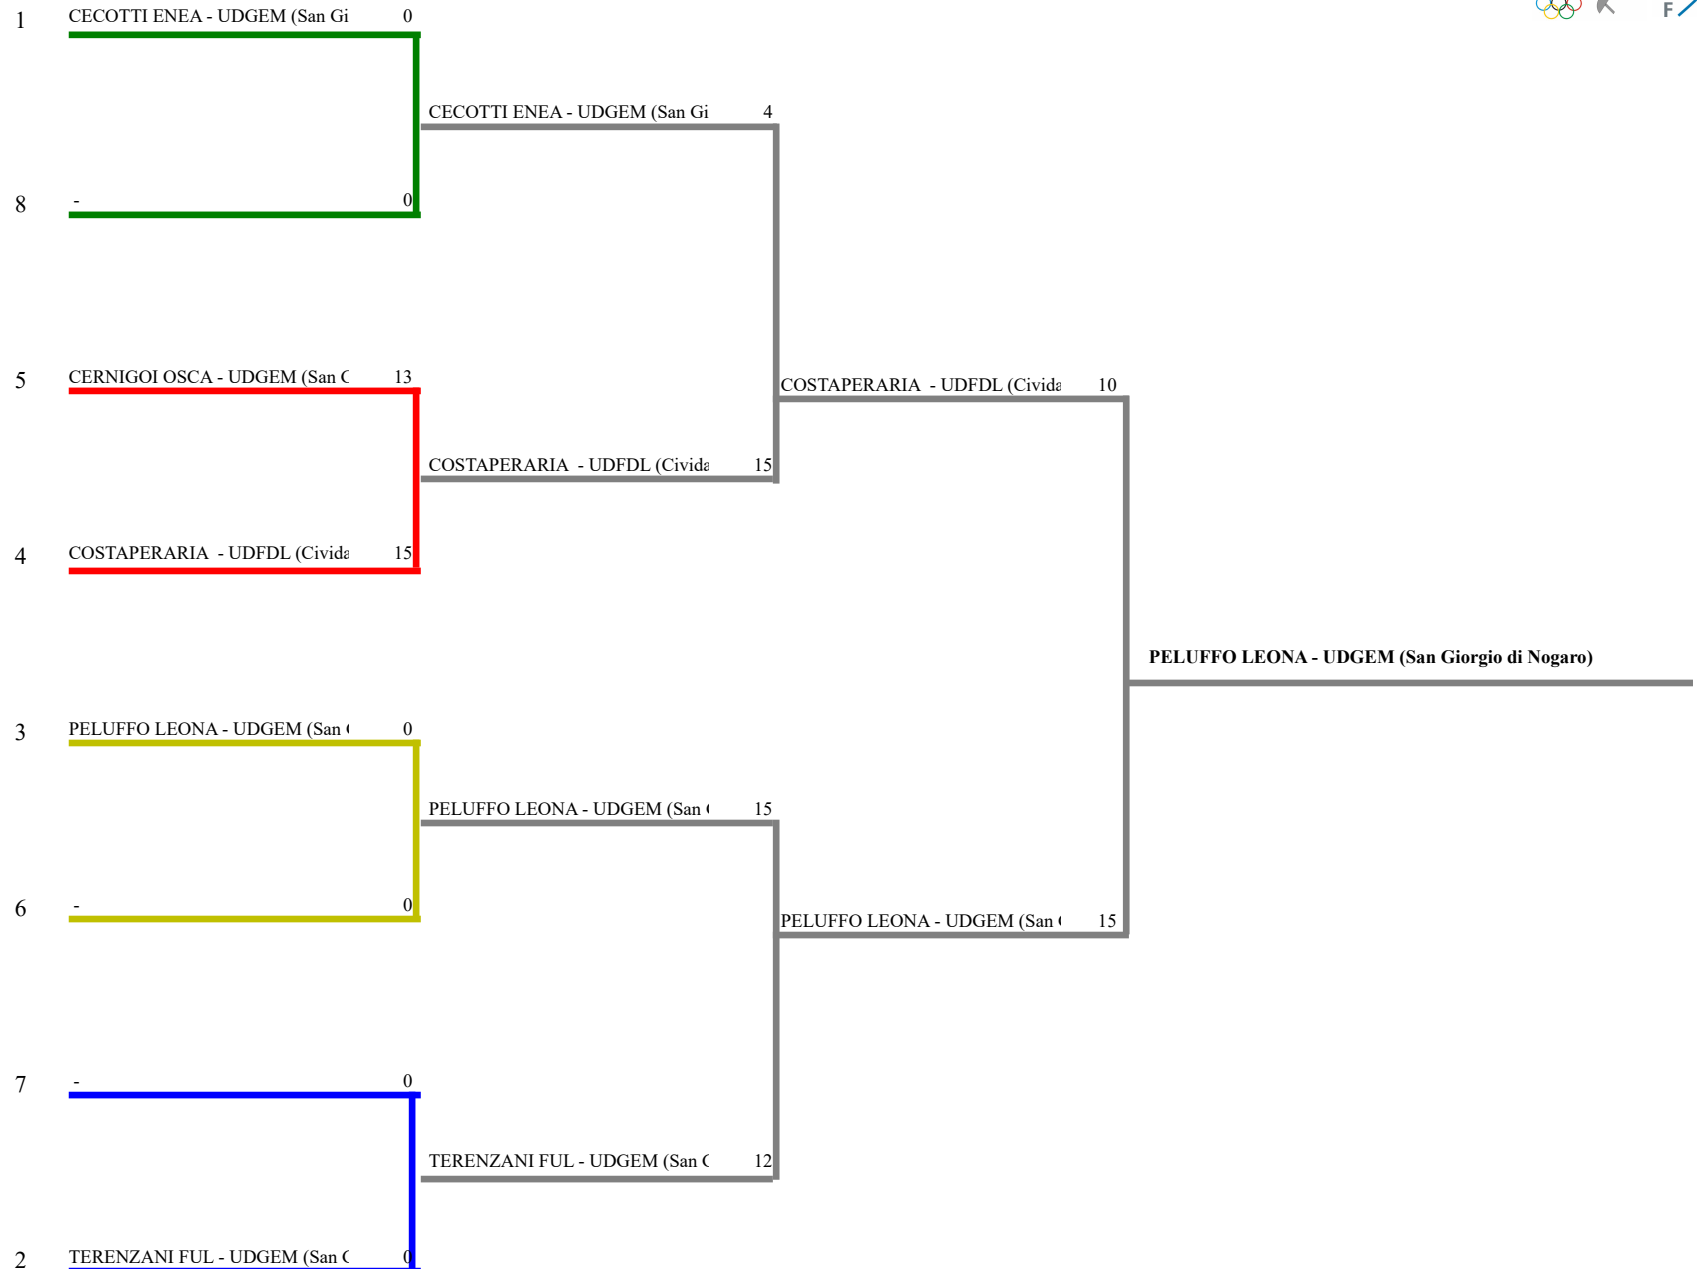 1 CECOTTI ENEA - UDGEM (San Gi 0
F
CECOTTI ENEA - UDGEM (San Gi 4
8 - 0
5 CERNIGOI OSCA - UDGEM (San 13
COSTAPERARIA - UDFDL (Civida 10
COSTAPERARIA - UDFDL (Civida 15
4 COSTAPERARIA - UDFDL (Civida 15
PELUFFO LEONA - UDGEM (San Giorgio di Nogaro)
3 PELUFFO LEONA - UDGEM (San 0
PELUFFO LEONA - UDGEM (San 15
6 - 0
PELUFFO LEONA - UDGEM (San 15
7 - 0
TERENZANI FUL - UDGEM (San 12
2 TERENZANI FUL - UDGEM (San 0